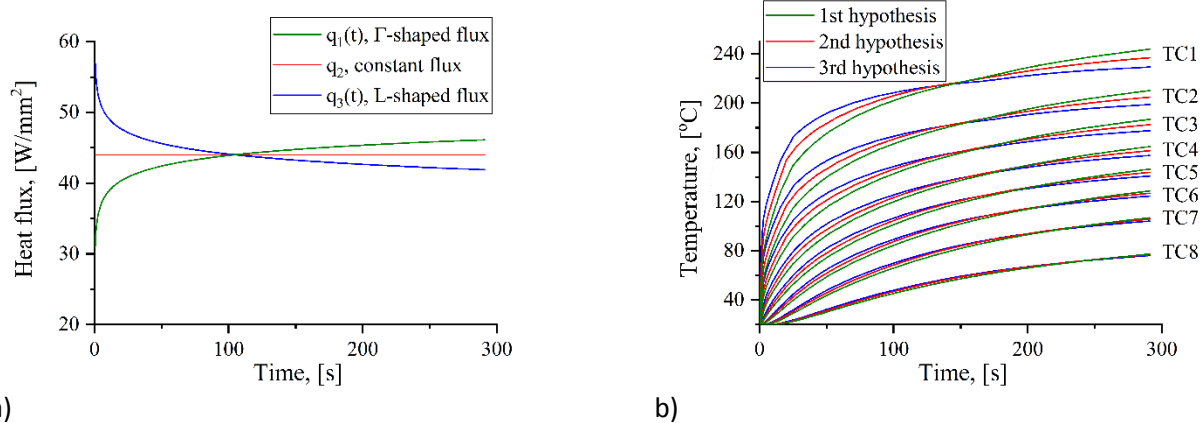 60
50
40
30
20
Heat flux, [W/mm²]
q₁(t), Γ-shaped flux
q₂, constant flux
q₃(t), L-shaped flux
0
100
200
300
Time, [s]
a)
240
200
160
120
80
40
Temperature, [°C]
1st hypothesis
2nd hypothesis
3rd hypothesis
TC1
TC2
TC3
TC4
TC5
TC6
TC7
TC8
0
100
200
300
Time, [s]
b)